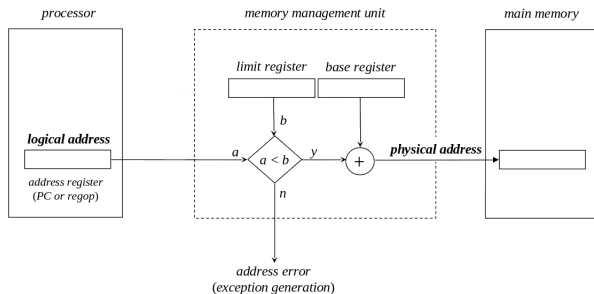 processor
memory management unit
main memory
limit register
base register
b
logical address
a
a < b
y
+
physical address
address register
(PC or regop)
n
address error
(exception generation)